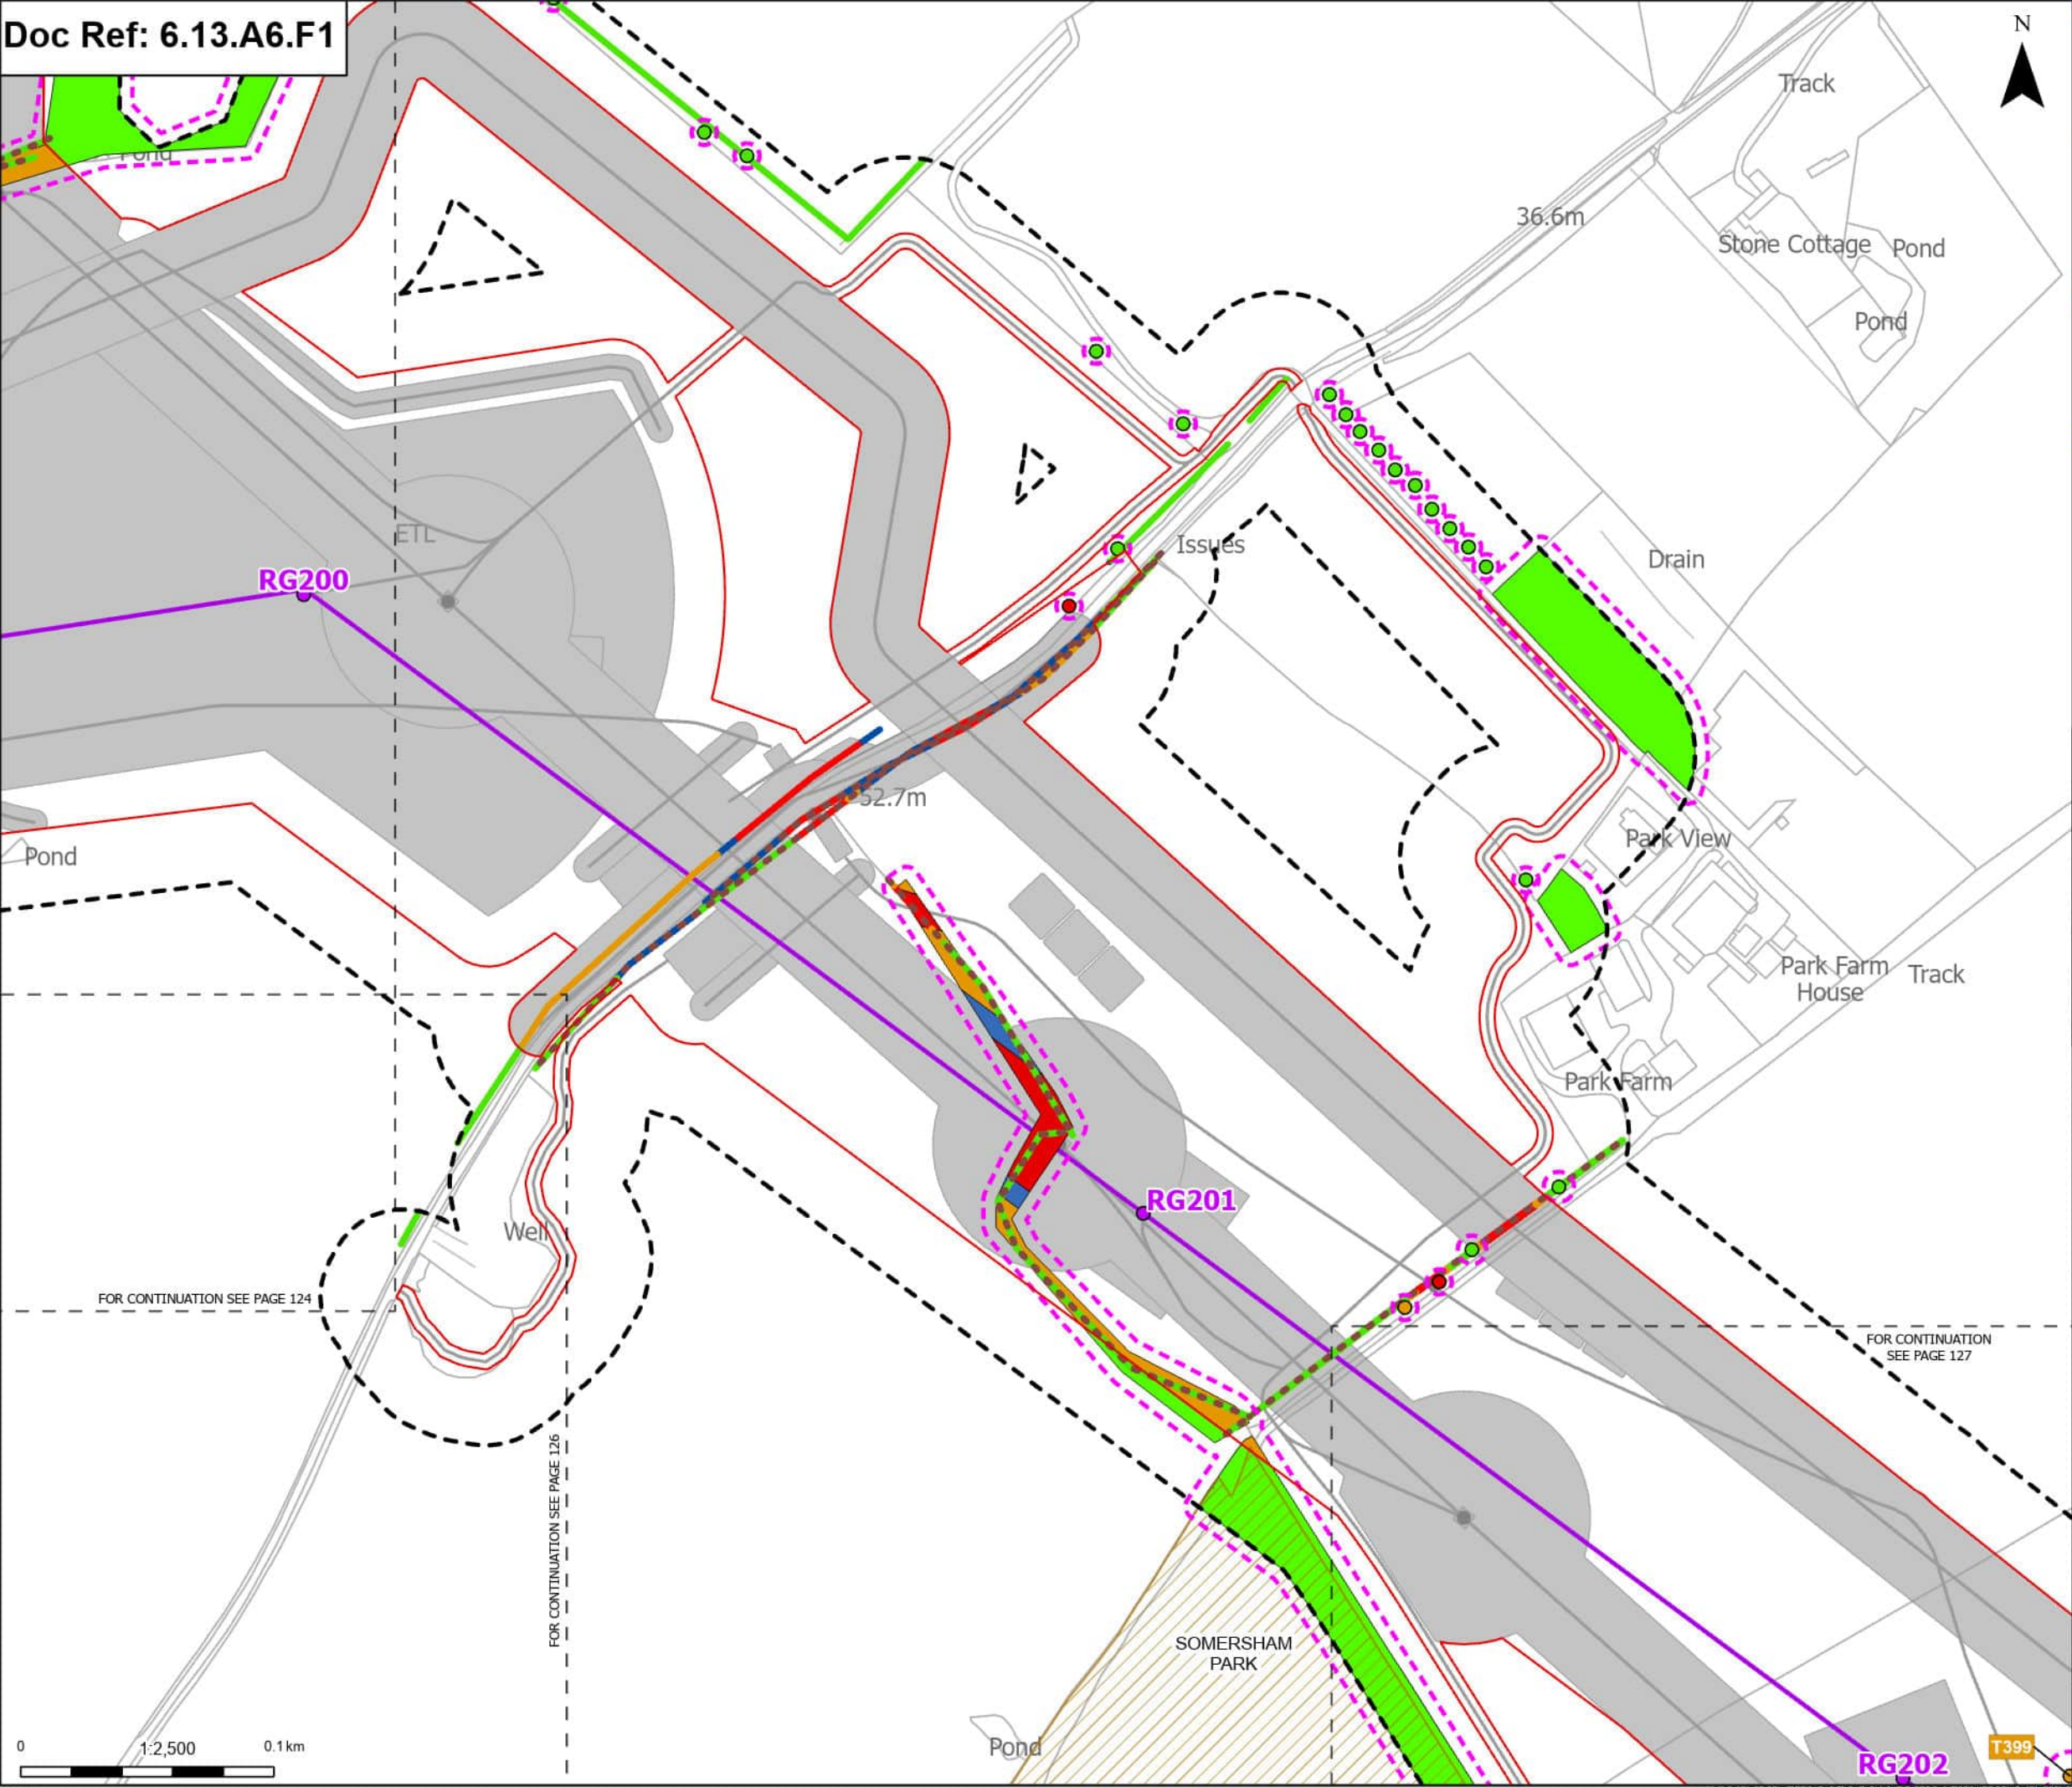 Doc Ref: 6.13.A6.F1
N
Track
Pond
36.6m
Stone Cottage
Pond
Pond
ETL
Issues
Drain
RG200
52.7m
Pond
Park View
Park Farm
House
Track
Park Farm
RG201
Well
FOR CONTINUATION SEE PAGE 124
FOR CONTINUATION
SEE PAGE 127
FOR CONTINUATION SEE PAGE 126
SOMERSHAM
PARK
Pond
0
1:2,500
0.1 km
T399
RG202